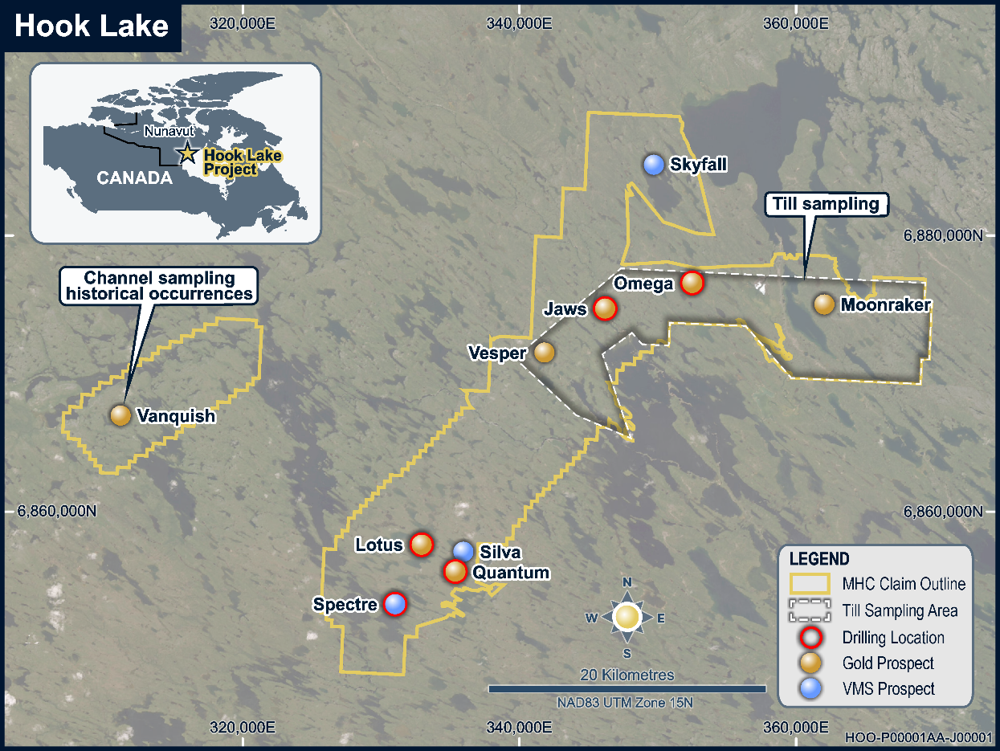 Hook Lake
320,000E
340,000E
360,000E
Nunavut
Hook Lake
Project
CANADA
Skyfall
Till sampling
6,880,000N
Channel sampling
historical occurrences
Omega
Jaws
Moonraker
Vesper
Vanquish
6,860,000N
6,860,000N
Lotus
Silva
Quantum
Spectre
N
W
E
S
20 Kilometres
NAD83 UTM Zone 15N
LEGEND
MHC Claim Outline
Till Sampling Area
Drilling Location
Gold Prospect
VMS Prospect
320,000E
340,000E
360,000E
HOO-P00001AA-J00001